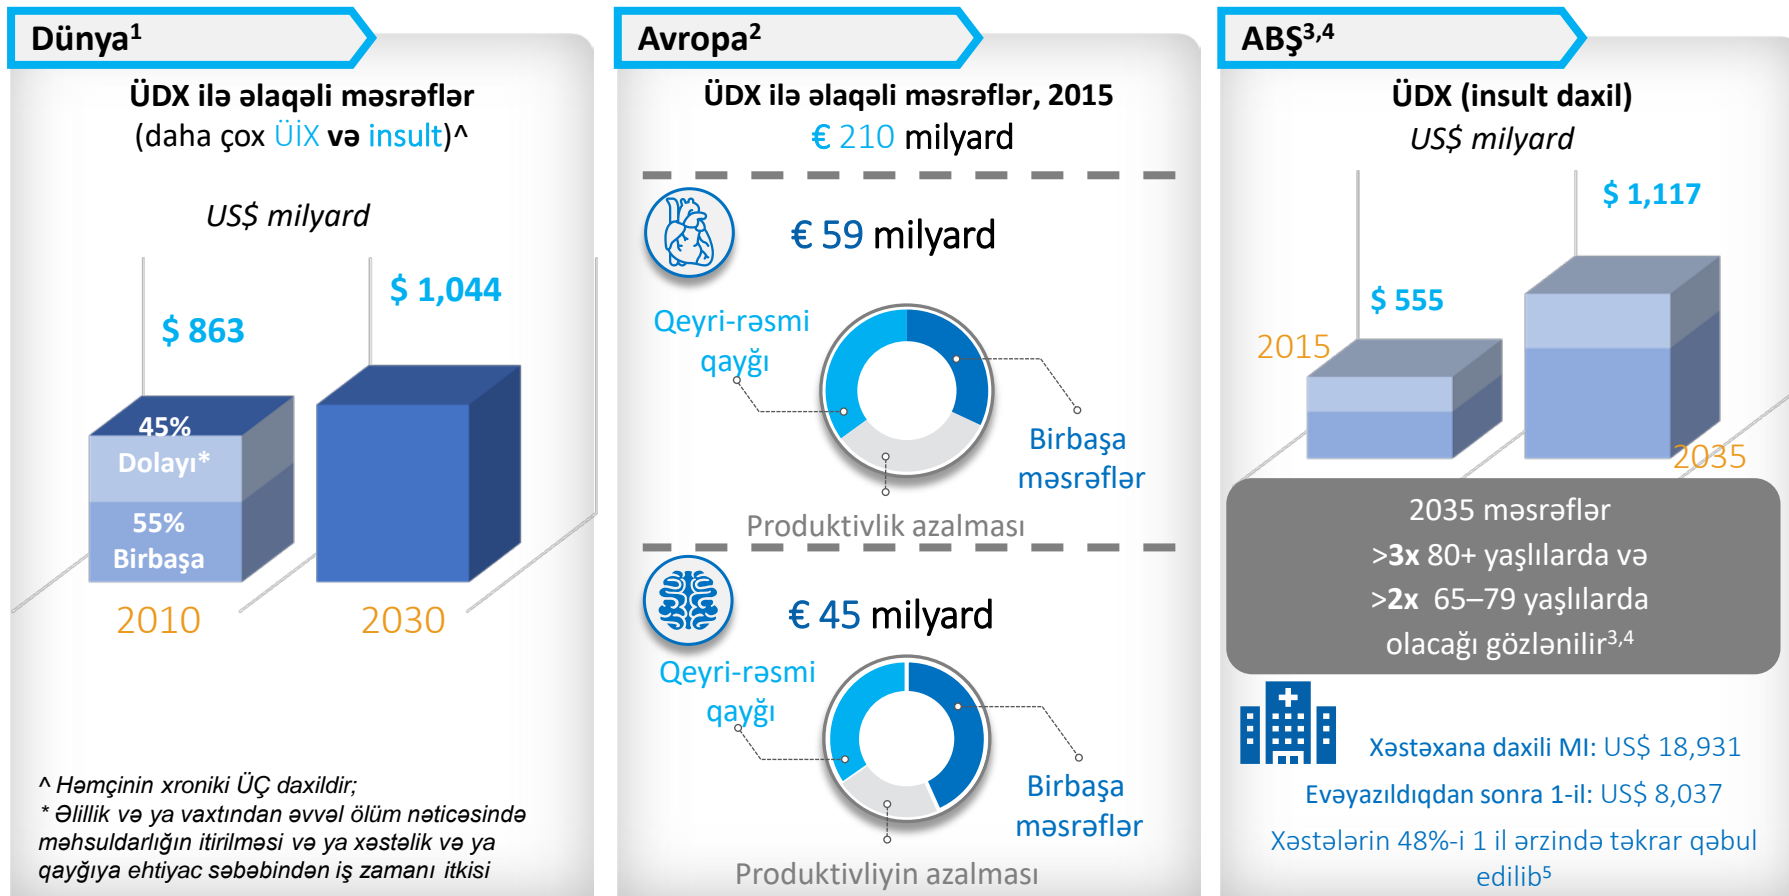 Dünya1
ÜDX ilə əlaqəli məsrəflər
(daha çox ÜİX və insult)^
US$ milyard
$ 863
$ 1,044
45%
Dolayı*
55%
Birbaşa
2010
2030
^ Həmçinin xroniki ÜÇ daxildir;
* Əlillik və ya vaxtından əvvəl ölüm nəticəsində
məhsuldarlığın itirilməsi və ya xəstəlik və ya
qayğıya ehtiyac səbəbindən iş zamanı itkisi
Avropa2
ÜDX ilə əlaqəli məsrəflər, 2015
€ 210 milyard
€ 59 milyard
Qeyri-rəsmi
qayğı
Birbaşa
məsrəflər
Produktivlik azalması
€ 45 milyard
Qeyri-rəsmi
qayğı
Birbaşa
məsrəflər
Produktivliyin azalması
ABŞ3,4
ÜDX (insult daxil)
US$ milyard
$ 1,117
$ 555
2015
2035
2035 məsrəflər
>3x 80+ yaşlılarda və
>2x 65–79 yaşlılarda
olacağı gözlənilir3,4
Xəstəxana daxili MI: US$ 18,931
Evəyazıldıqdan sonra 1-il: US$ 8,037
Xəstələrin 48%-i 1 il ərzində təkrar qəbul
edilib5